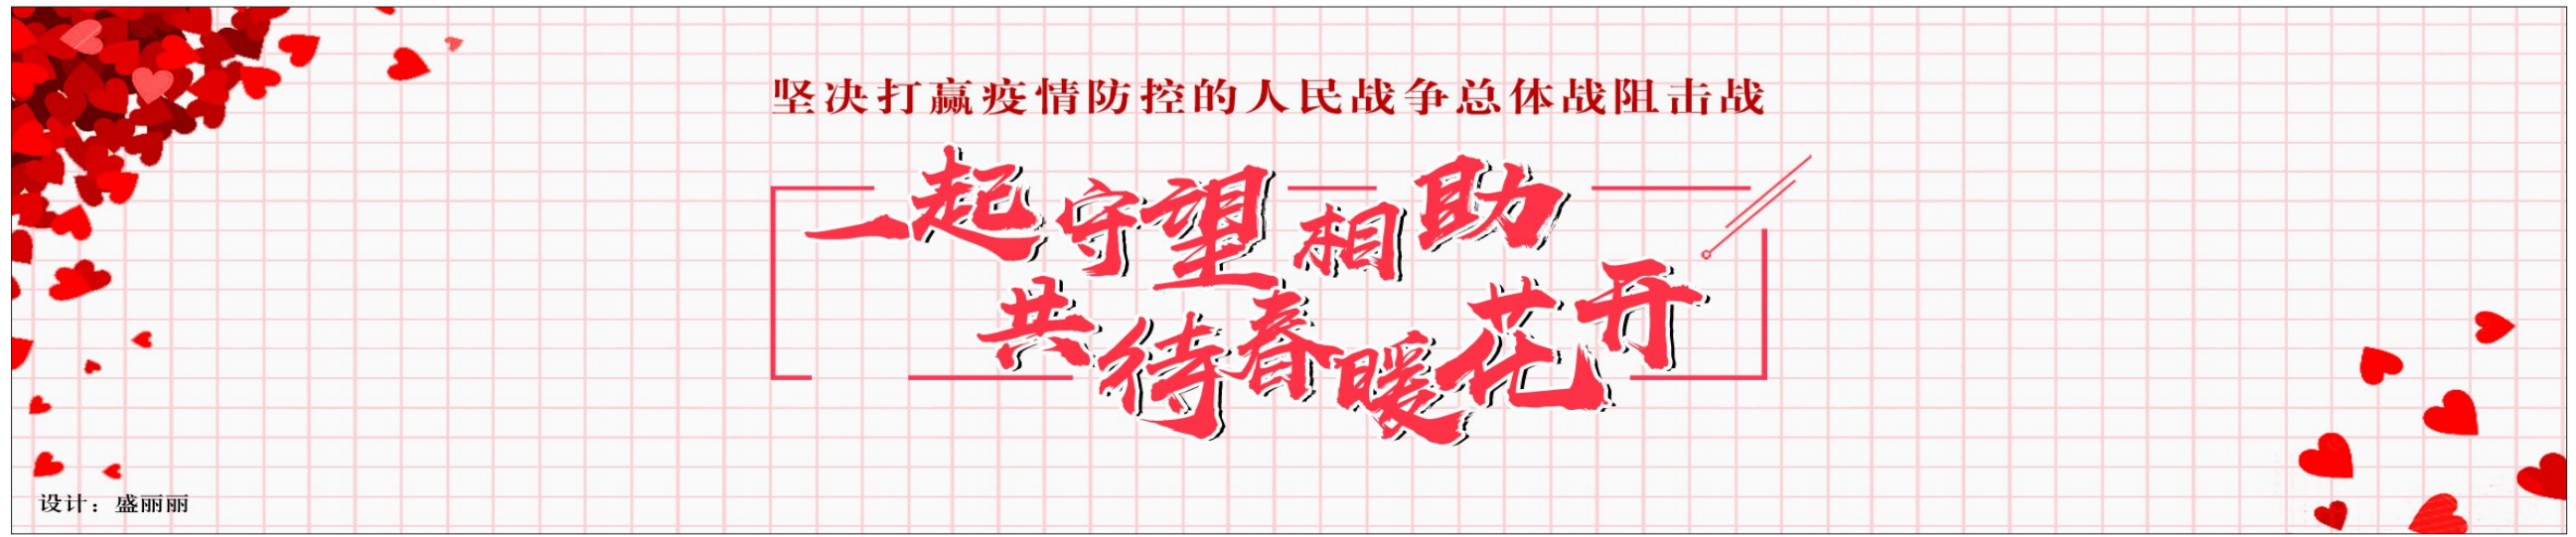 坚决打赢疫情防控的人民战争总体战阻击战
一起守望相助
共待春暖花开
设计：盛丽丽